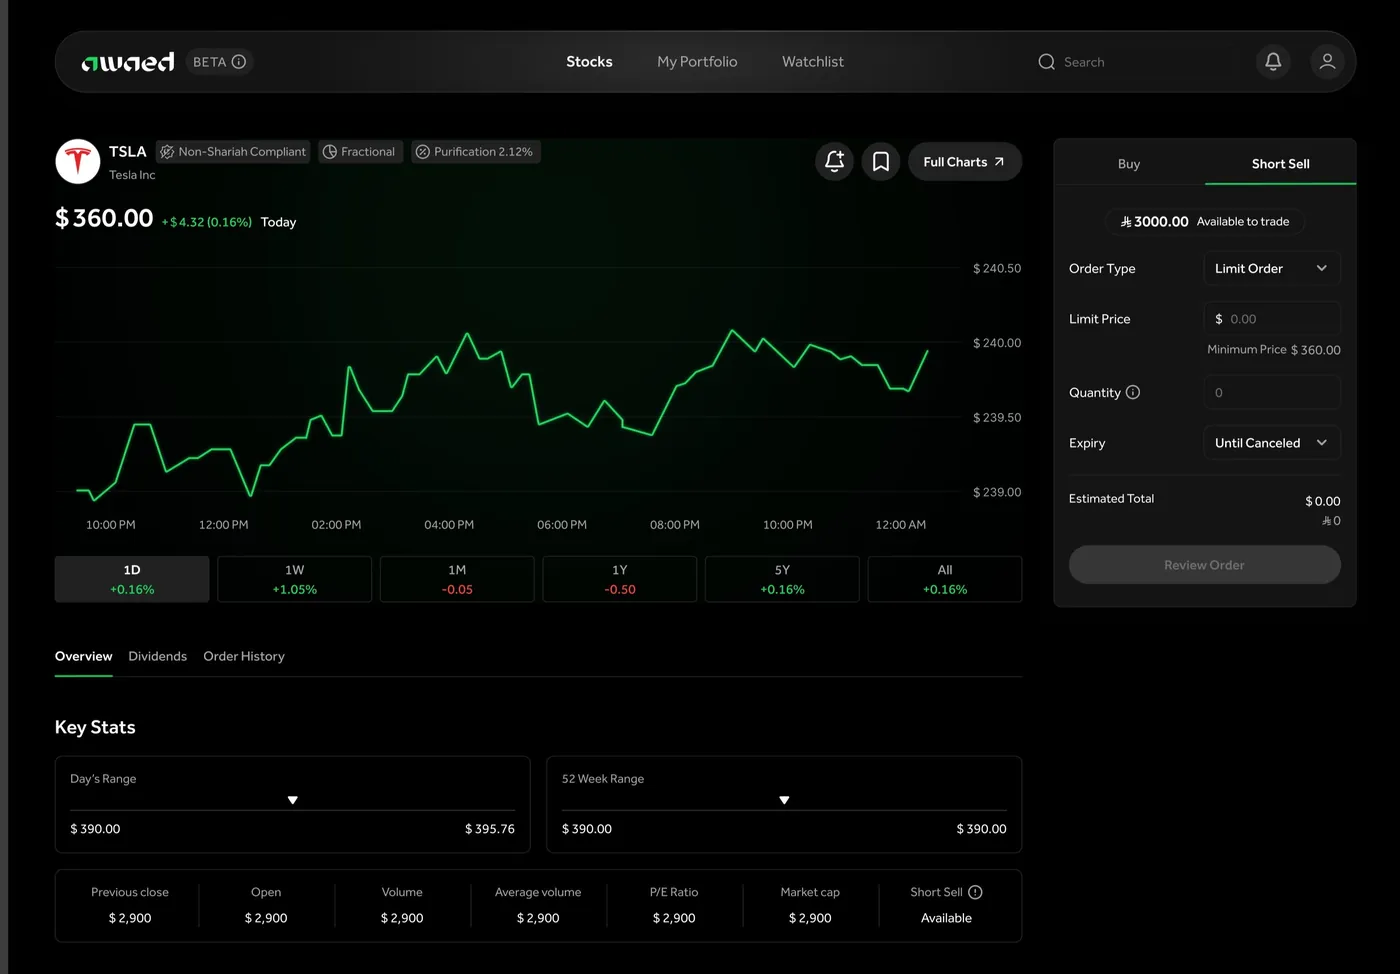 awaed BETA Stocks My Portfolio Watchlist Search
TSLA Non-Shariah Compliant Fractional Purification 2.12%
Tesla Inc
Full Charts
$ 360.00 + $ 4.32 (0.16%) Today
$ 240.50
$ 240.00
$ 239.50
$ 239.00
10:00 PM 12:00 PM 02:00 PM 04:00 PM 06:00 PM 08:00 PM 10:00 PM 12:00 AM
1D 1W 1M 1Y 5Y All
+0.16% +1.05% -0.05 -0.50 +0.16% +0.16%
Buy Short Sell
3000.00 Available to trade
Order Type Limit Order
Limit Price $ 0.00
Minimum Price $ 360.00
Quantity 0
Expiry Until Canceled
Estimated Total $ 0.00
0
Review Order
Overview Dividends Order History
Key Stats
Day's Range
$ 390.00 $ 395.76
52 Week Range
$ 390.00 $ 390.00
Previous close Open Volume Average volume P/E Ratio Market cap Short Sell
$ 2,900 $ 2,900 $ 2,900 $ 2,900 $ 2,900 $ 2,900 Available